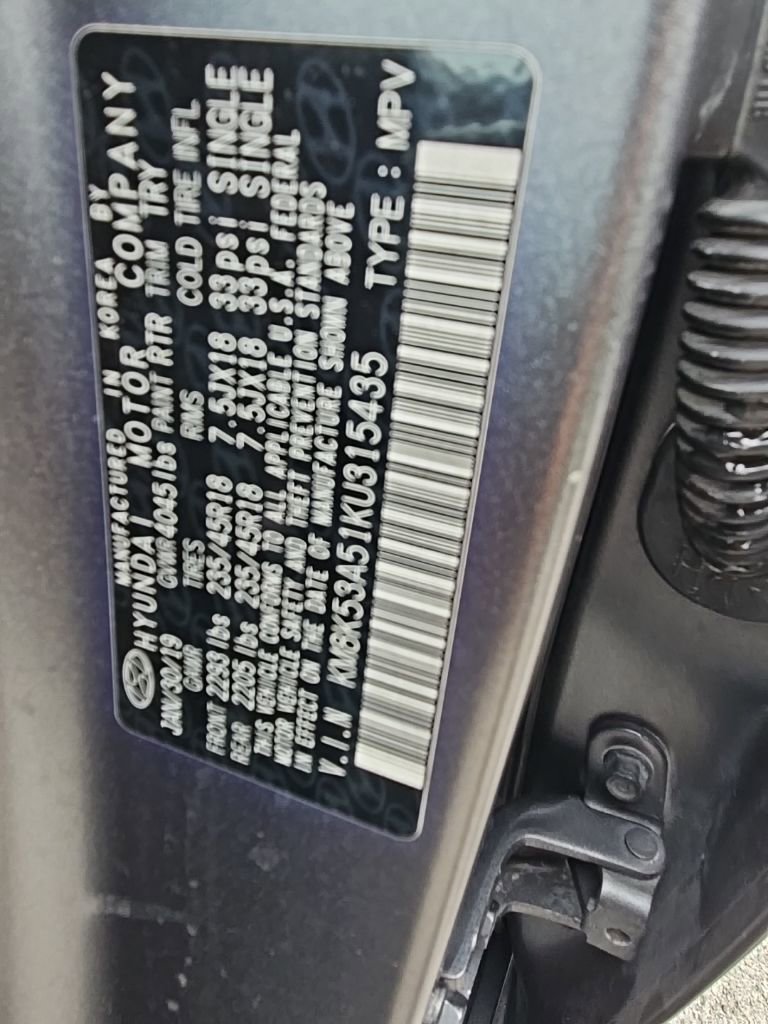 MANUFACTURED IN KOREA BY
HYUNDAI MOTOR COMPANY
JAN/30/19 GVWR 4045 lbs PAINT RTR TRIM TRY
GAWR TIRES RIMS COLD TIRE INFL
FRONT 2293 lbs 235/45R18 7.5JX18 33psi SINGLE
REAR 2205 lbs 235/45R18 7.5JX18 33psi SINGLE
THIS VEHICLE CONFORMS TO ALL APPLICABLE U.S.A. FEDERAL
MOTOR VEHICLE SAFETY AND THEFT PREVENTION STANDARDS
IN EFFECT ON THE DATE OF MANUFACTURE SHOWN ABOVE
V.I.N KM8K53A51KU315435 TYPE : MPV